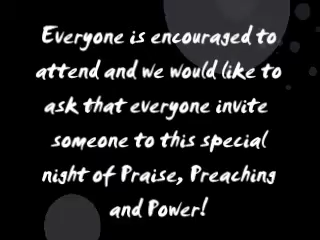 Everyone is encouraged to
attend and we would like to
ask that everyone invite
someone to this special
night of Praise, Preaching
and Power!